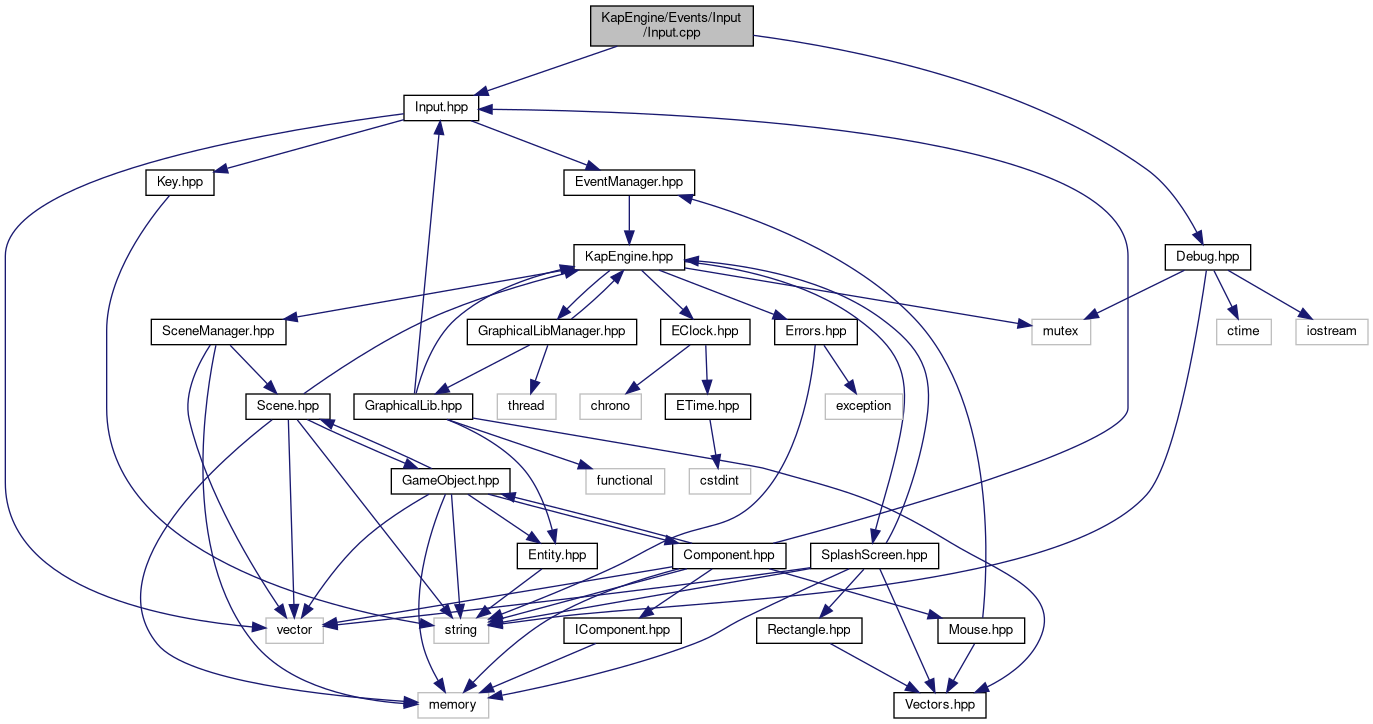 KapEngine/Events/Input
/Input.cpp
Input.hpp
Key.hpp
EventManager.hpp
KapEngine.hpp
Debug.hpp
SceneManager.hpp
GraphicalLibManager.hpp
EClock.hpp
Errors.hpp
mutex
ctime
iostream
Scene.hpp
GraphicalLib.hpp
thread
chrono
ETime.hpp
exception
GameObject.hpp
functional
cstdint
Entity.hpp
Component.hpp
SplashScreen.hpp
vector
string
IComponent.hpp
Rectangle.hpp
Mouse.hpp
memory
Vectors.hpp